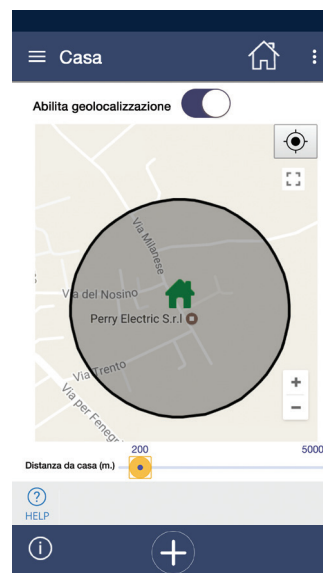 Casa
Abilita geolocalizzazione
Via Milanese
Via del Nosino
Perry Electric S.r.l
Via Trento
Via per Fenegr
200
5000
Distanza da casa (m.)
HELP